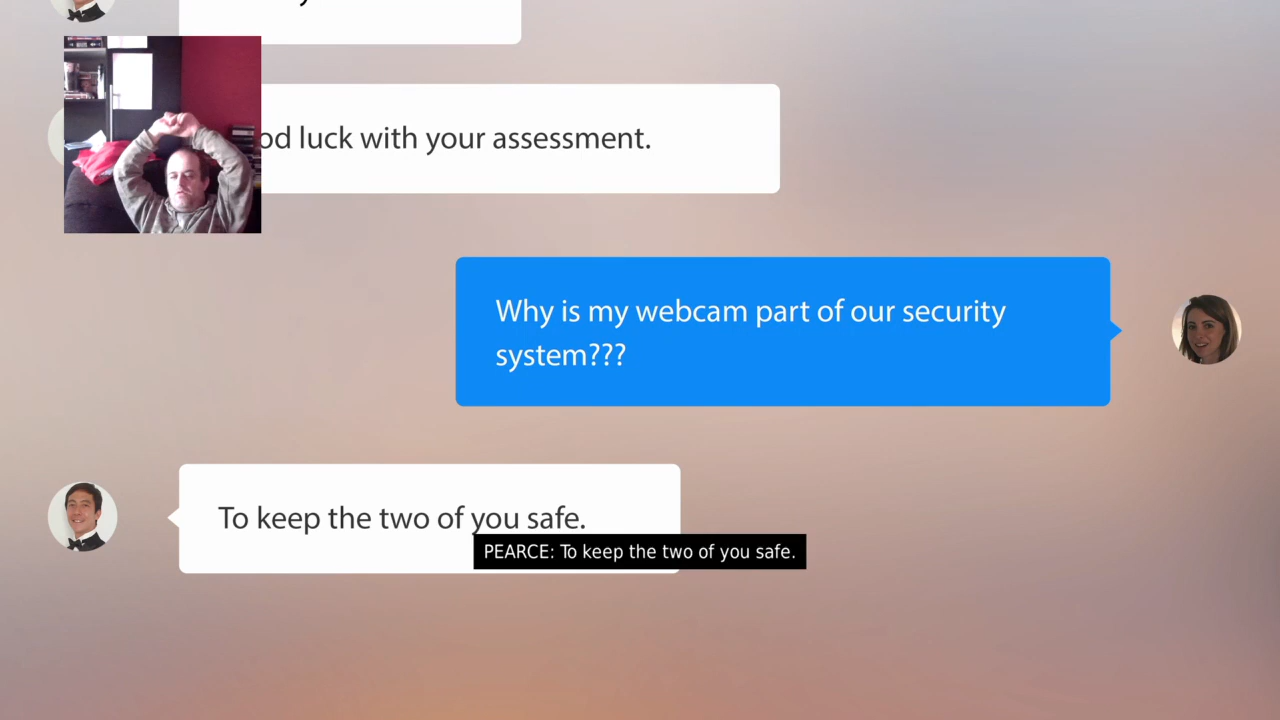 od luck with your assessment.
Why is my webcam part of our security
system???
To keep the two of you safe.
PEARCE: To keep the two of you safe.